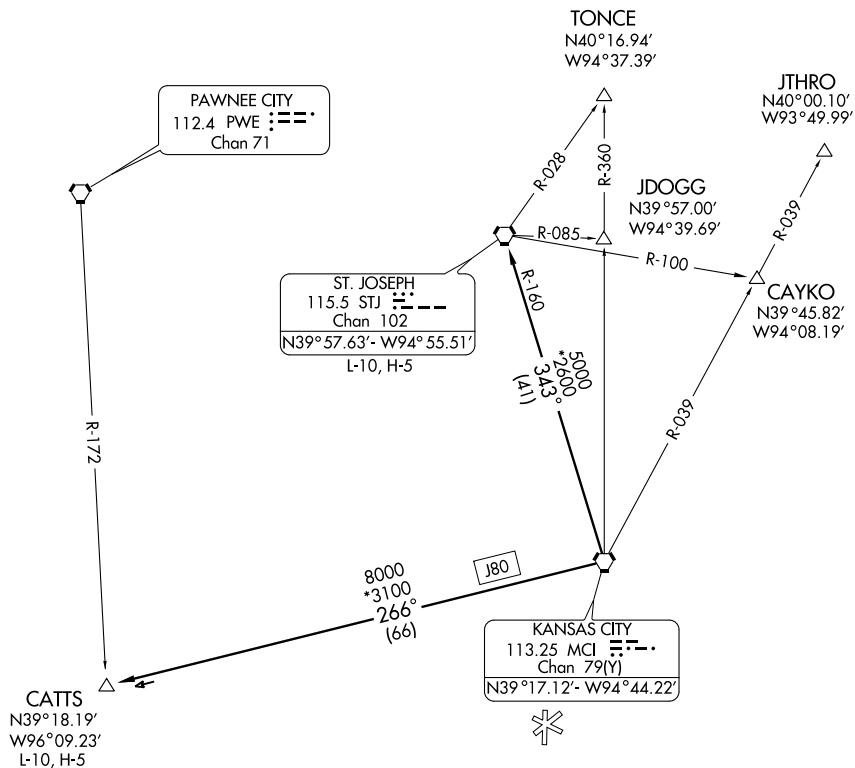 TONCE
N40°16.94’
W94°37.39’
JTHRO
N40°00.10’
W93°49.99’
PAWNEE CITY
112.4 PWE
Chan 71
R-028
R-360
JDOGG
N39°57.00’
W94°39.69’
R-085
R-100
R-039
ST. JOSEPH
115.5 STJ
Chan 102
N39°57.63’- W94°55.51’
L-10, H-5
R-160
CAYKO
N39°45.82’
W94°08.19’
5000
*2600
343°
(41)
R-172
R-039
J80
8000
*3100
266°
(66)
KANSAS CITY
113.25 MCI
Chan 79(Y)
N39°17.12’- W94°44.22’
CATTS
N39°18.19’
W96°09.23’
L-10, H-5